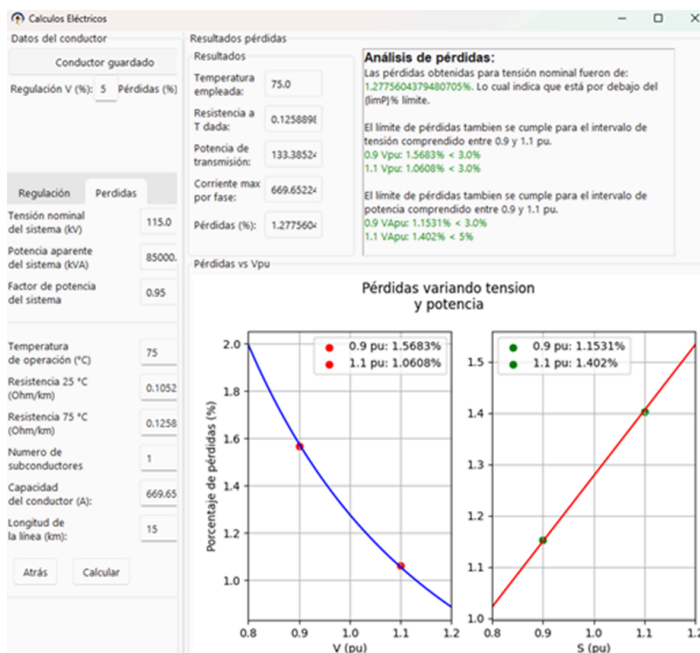 Calculos Eléctricos
Datos del conductor
Conductor guardado
Regulación V (%): 5 Pérdidas (%)
Regulación Perdidas
Tensión nominal
del sistema (kV)
115.0
Potencia aparente
del sistema (kVA)
85000.
Factor de potencia
del sistema
0.95
Temperatura
de operación (°C)
75
Resistencia 25 °C
(Ohm/km)
0.1052
Resistencia 75 °C
(Ohm/km)
0.1258
Numero de
subconductores
1
Capacidad
del conductor (A):
669.65
Longitud de
la línea (km):
15
Atrás Calcular
Resultados pérdidas
Resultados
Temperatura
empleada:
75.0
Resistencia a
T dada:
0.1258898
Potencia de
transmisión:
133.38524
Corriente max
por fase:
669.65224
Pérdidas (%):
1.2775604
Análisis de pérdidas:
Las pérdidas obtenidas para tensión nominal fueron de:
1.2775604379480705%. Lo cual indica que está por debajo del
(limP)% límite.
El límite de pérdidas tambien se cumple para el intervalo de
tensión comprendido entre 0.9 y 1.1 pu.
0.9 Vpu: 1.5683% < 3.0%
1.1 Vpu: 1.0608% < 3.0%
El límite de pérdidas tambien se cumple para el intervalo de
potencia comprendido entre 0.9 y 1.1 pu.
0.9 VApu: 1.1531% < 3.0%
1.1 VApu: 1.402% < 5%
Pérdidas vs Vpu
Pérdidas variando tension
y potencia
Porcentaje de pérdidas (%)
2.0
1.8
1.6
1.4
1.2
1.0
0.9 pu: 1.5683%
1.1 pu: 1.0608%
0.8 0.9 1.0 1.1 1.2
V (pu)
0.9 pu: 1.1531%
1.1 pu: 1.402%
1.5
1.4
1.3
1.2
1.1
1.0
0.8 0.9 1.0 1.1 1.2
S (pu)